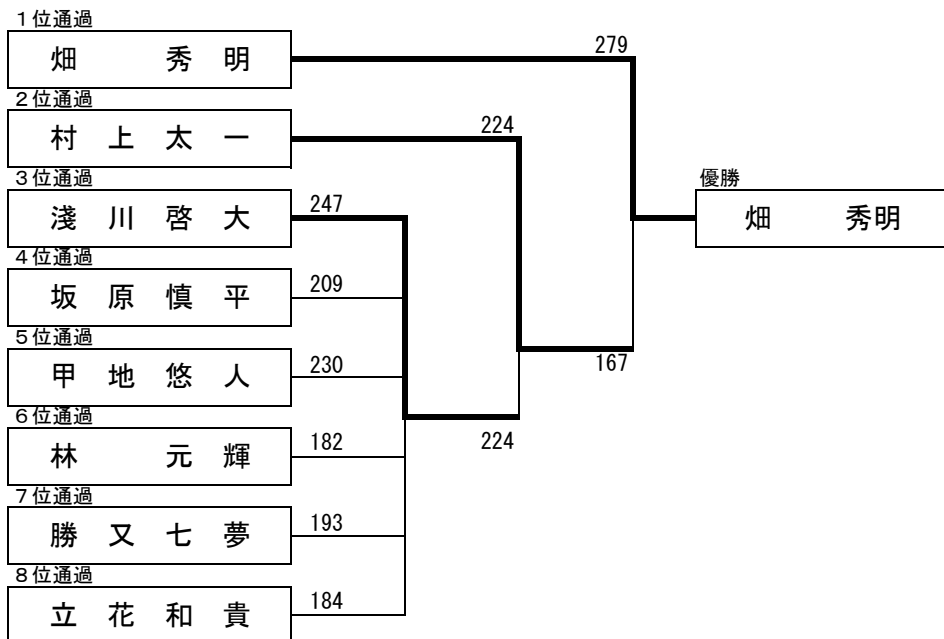 1位通過
畑 秀明
279
2位通過
村上太一
224
3位通過
淺川啓大
247
優勝
畑 秀明
4位通過
坂原慎平
209
5位通過
甲地悠人
230
167
6位通過
林 元輝
182
224
7位通過
勝又七夢
193
8位通過
立花和貴
184